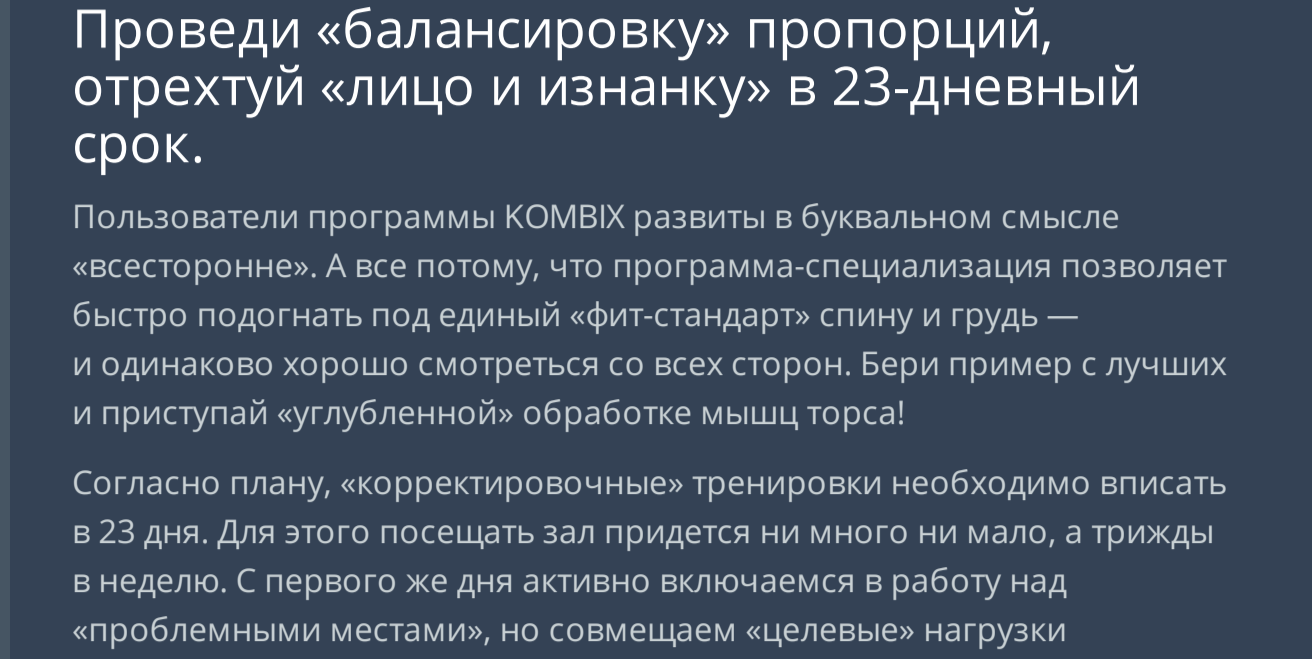 Проведи «балансировку» пропорций,
отрехтуй «лицо и изнанку» в 23-дневный
срок.
Пользователи программы KOMBIX развиты в буквальном смысле
«всесторонне». А все потому, что программа-специализация позволяет
быстро подогнать под единый «фит-стандарт» спину и грудь —
и одинаково хорошо смотреться со всех сторон. Бери пример с лучших
и приступай «углубленной» обработке мышц торса!
Согласно плану, «корректировочные» тренировки необходимо вписать
в 23 дня. Для этого посещать зал придется ни много ни мало, а трижды
в неделю. С первого же дня активно включаемся в работу над
«проблемными местами», но совмещаем «целевые» нагрузки